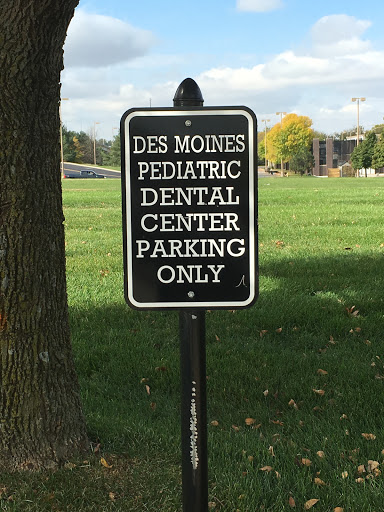 DES MOINES
PEDIATRIC
DENTAL
CENTER
PARKING
ONLY